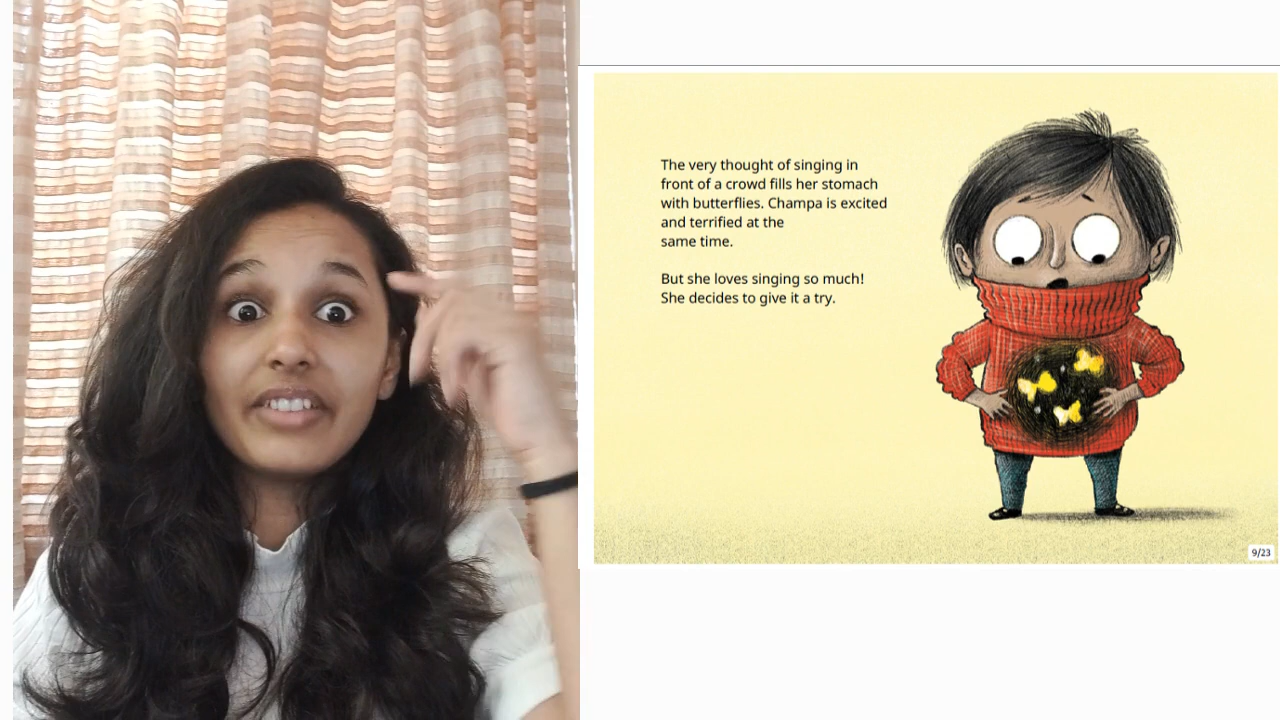 The very thought of singing in
front of a crowd fills her stomach
with butterflies. Champa is excited
and terrified at the
same time.
But she loves singing so much!
She decides to give it a try.
9/23